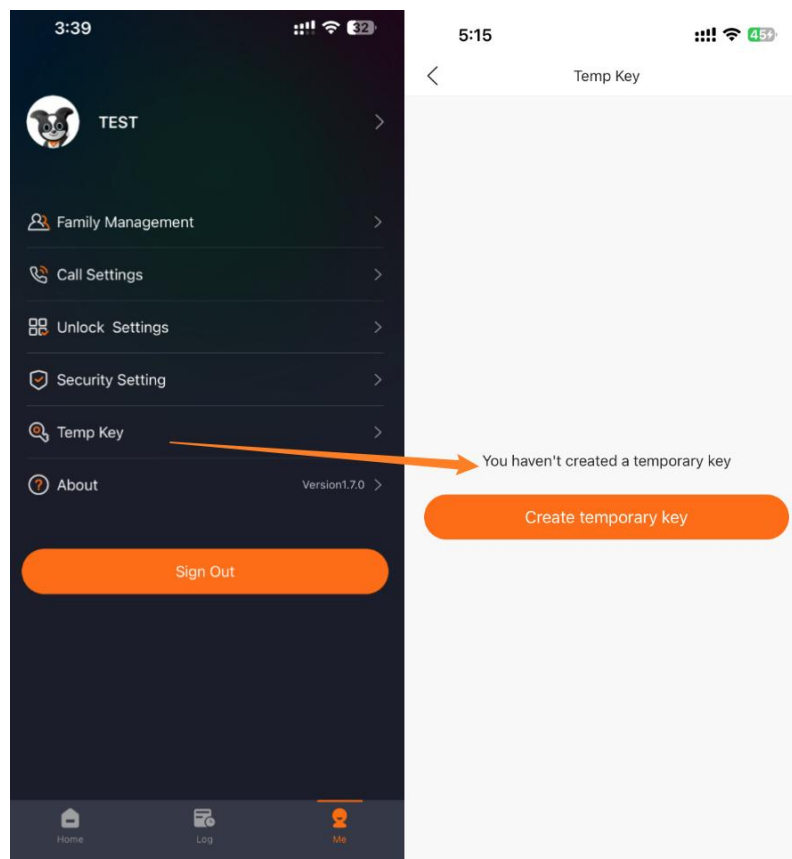 3:39
32
TEST
Family Management
Call Settings
Unlock Settings
Security Setting
Temp Key
About
Version1.7.0
Sign Out
Home
Log
Me
5:15
45
Temp Key
You haven't created a temporary key
Create temporary key